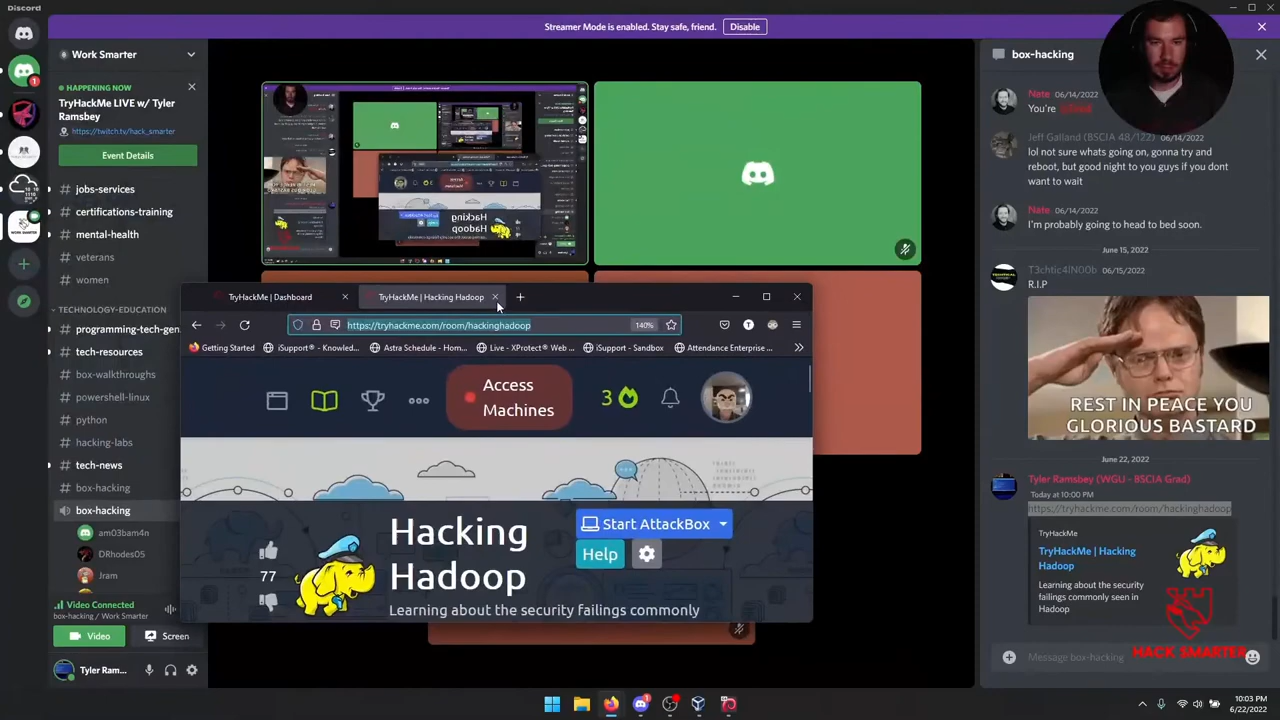 Discord
Streamer Mode is enabled. Stay safe, friend.
Disable
Work Smarter
HAPPENING NOW
TryHackMe LIVE w/ Tyler
Ramsbey
https://twitch.tv/hack_smarter
Event Details
jobs-services
certifications-training
mental-health
veterans
women
TECHNOLOGY-EDUCATION
programming-tech-gen
tech-resources
box-walkthroughs
powershell-linux
python
hacking-labs
tech-news
box-hacking
box-hacking
am03bam4n
DRhodes05
Jram
Video Connected
box-hacking / Work Smarter
Video
Screen
Tyler Ram...
TryHackMe | Dashboard
TryHackMe | Hacking Hadoop
https://tryhackme.com/room/hackinghadoop
140%
Getting Started
iSupport® - Knowled...
Astra Schedule - Hom...
Live - XProtect® Web ...
iSupport - Sandbox
Attendance Enterprise ...
Access
Machines
3
Hacking
Hadoop
Start AttackBox
Help
77
Learning about the security failings commonly
box-hacking
Nate 06/14/2022
You're
Jeff Galland (BSCIA 48/122) 06/14/2022
lol not sure whats going on, gonna try and
reboot, but good night to you guys if you dont
want to wait
Nate 06/14/2022
I'm probably going to head to bed soon.
June 15, 2022
T3chtic4lN00b 06/15/2022
R.I.P
REST IN PEACE YOU
GLORIOUS BASTARD
June 22, 2022
Tyler Ramsbey (WGU - BSCIA Grad)
Today at 10:00 PM
https://tryhackme.com/room/hackinghadoop
TryHackMe
TryHackMe | Hacking
Hadoop
Learning about the security
failings commonly seen in
Hadoop
HACK SMARTER
Message box-hacking
10:03 PM
6/22/2022